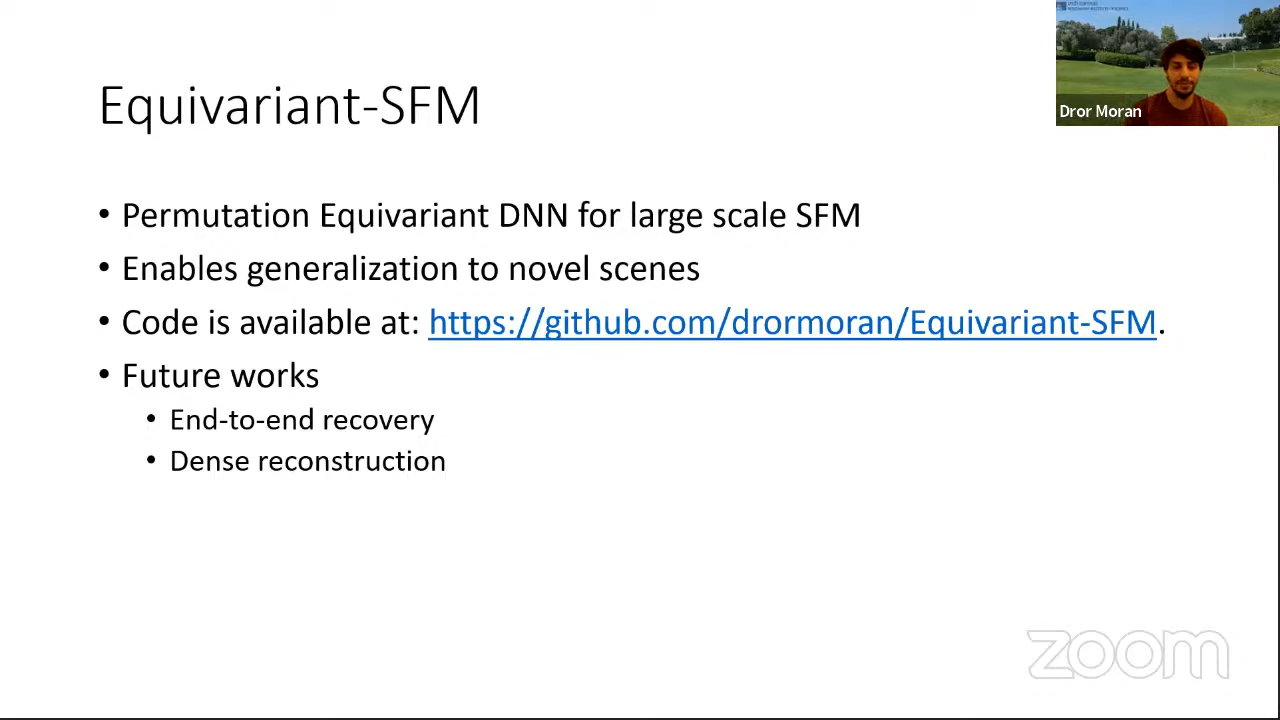 Equivariant-SFM
• Permutation Equivariant DNN for large scale SFM
• Enables generalization to novel scenes
• Code is available at: https://github.com/drormoran/Equivariant-SFM.
• Future works
• End-to-end recovery
• Dense reconstruction
Dror Moran
zoom